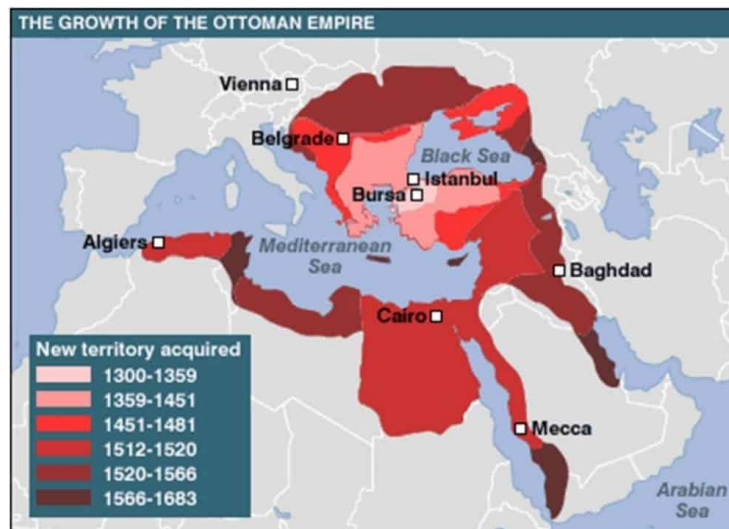 THE GROWTH OF THE OTTOMAN EMPIRE
Vienna
Belgrade
Black Sea
Istanbul
Bursa
Algiers
Mediterranean
Sea
Baghdad
Cairo
New territory acquired
1300-1359
1359-1451
1451-1481
1512-1520
1520-1566
1566-1683
Mecca
Arabian
Sea